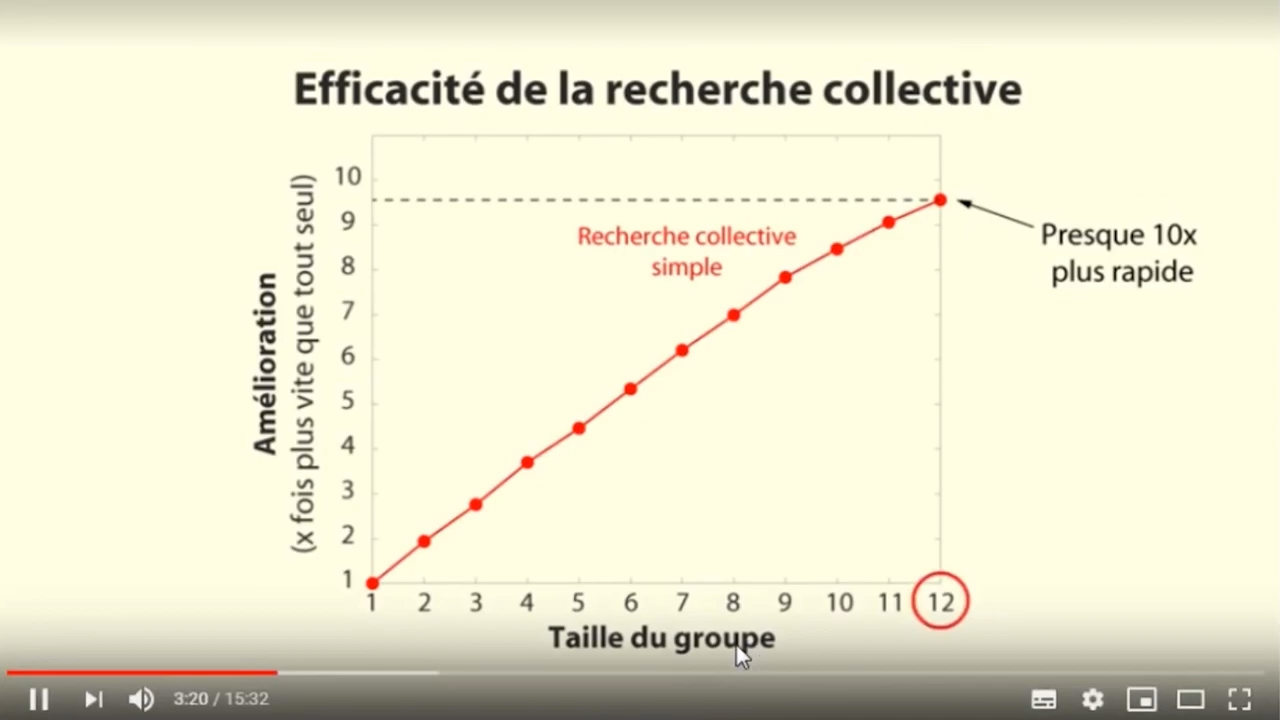 Efficacité de la recherche collective
Amélioration
(x fois plus vite que tout seul)
10
9
8
7
6
5
4
3
2
1
Recherche collective
simple
Presque 10x
plus rapide
1 2 3 4 5 6 7 8 9 10 11 12
Taille du groupe
3:20 / 15:32